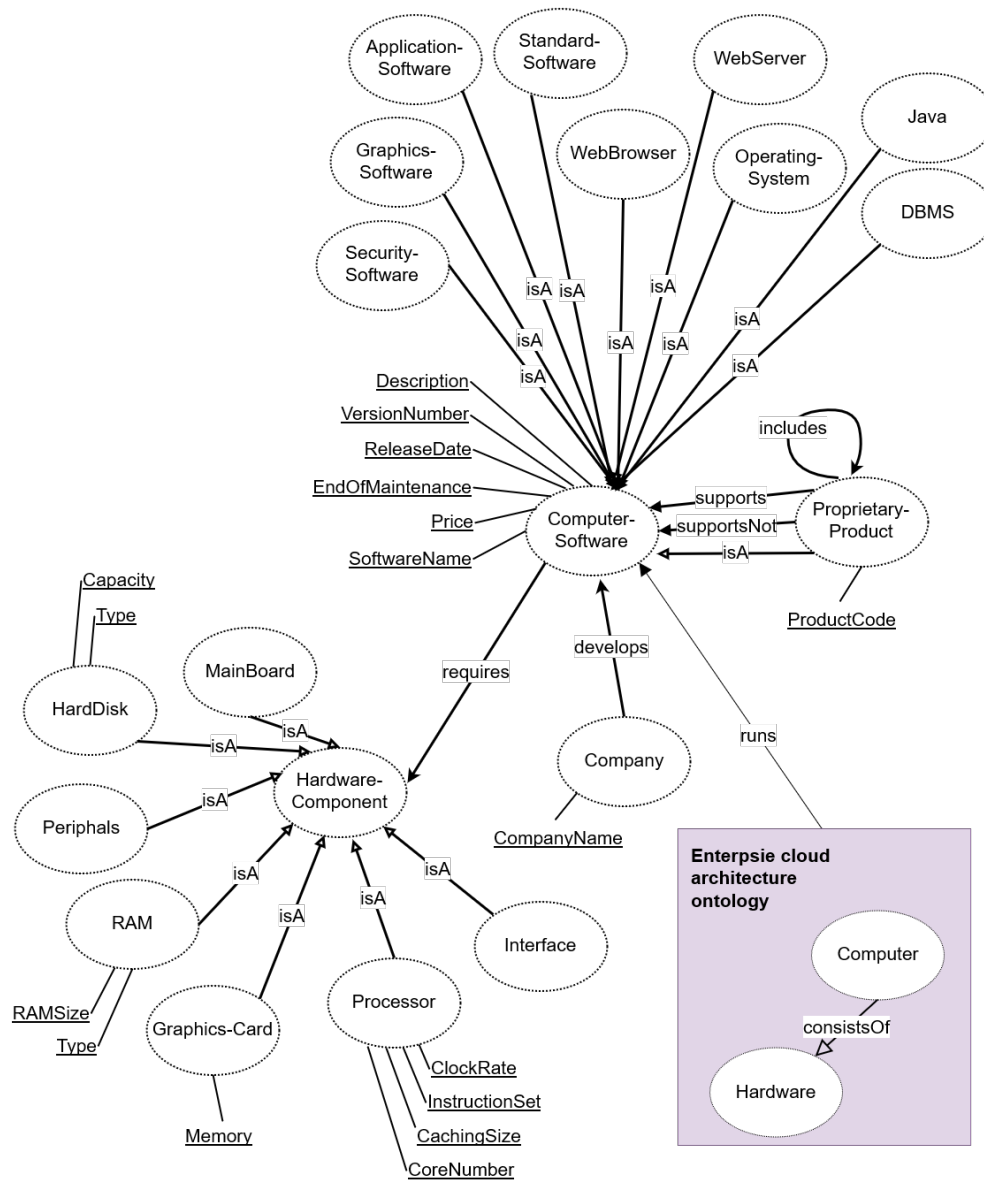 Application-
Software
Standard-
Software
WebServer
Java
Graphics-
Software
WebBrowser
Operating-
System
DBMS
Security-
Software
isA
isA
isA
isA
isA
isA
isA
isA
isA
Description
VersionNumber
ReleaseDate
EndOfMaintenance
Price
SoftwareName
includes
Computer-
Software
supports
supportsNot
isA
Proprietary-
Product
ProductCode
Capacity
Type
HardDisk
MainBoard
requires
develops
runs
isA
isA
Hardware-
Component
Company
CompanyName
Periphals
isA
RAM
isA
isA
isA
isA
Interface
RAMSize
Type
Graphics-Card
Processor
Memory
ClockRate
InstructionSet
CachingSize
CoreNumber
Enterpsie cloud
architecture
ontology
Computer
consistsOf
Hardware